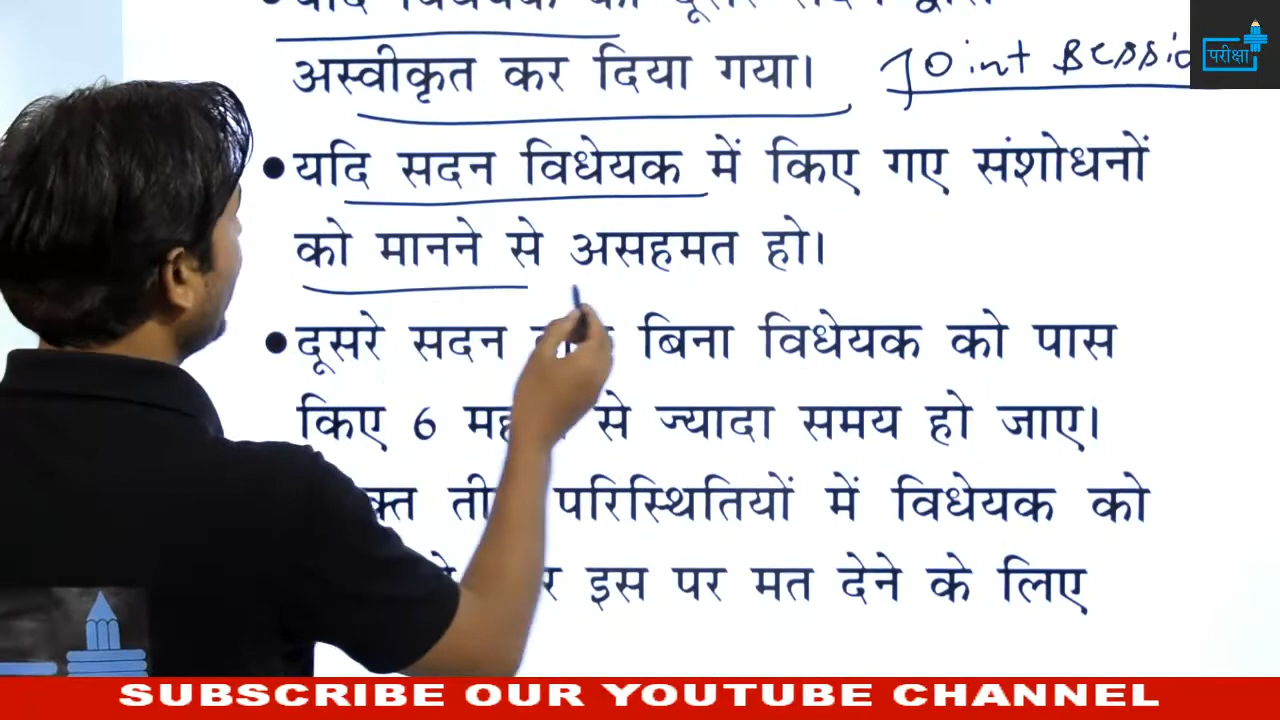 अस्वीकृत कर दिया गया। Joint
परीक्षा
यदि सदन विधेयक में किए गए संशोधनों
को मानने से असहमत हो।
दूसरे सदन बिना विधेयक को पास
किए 6 से ज्यादा समय हो जाए।
परिस्थितियों में विधेयक को
इस पर मत देने के लिए
SUBSCRIBE OUR YOUTUBE CHANNEL